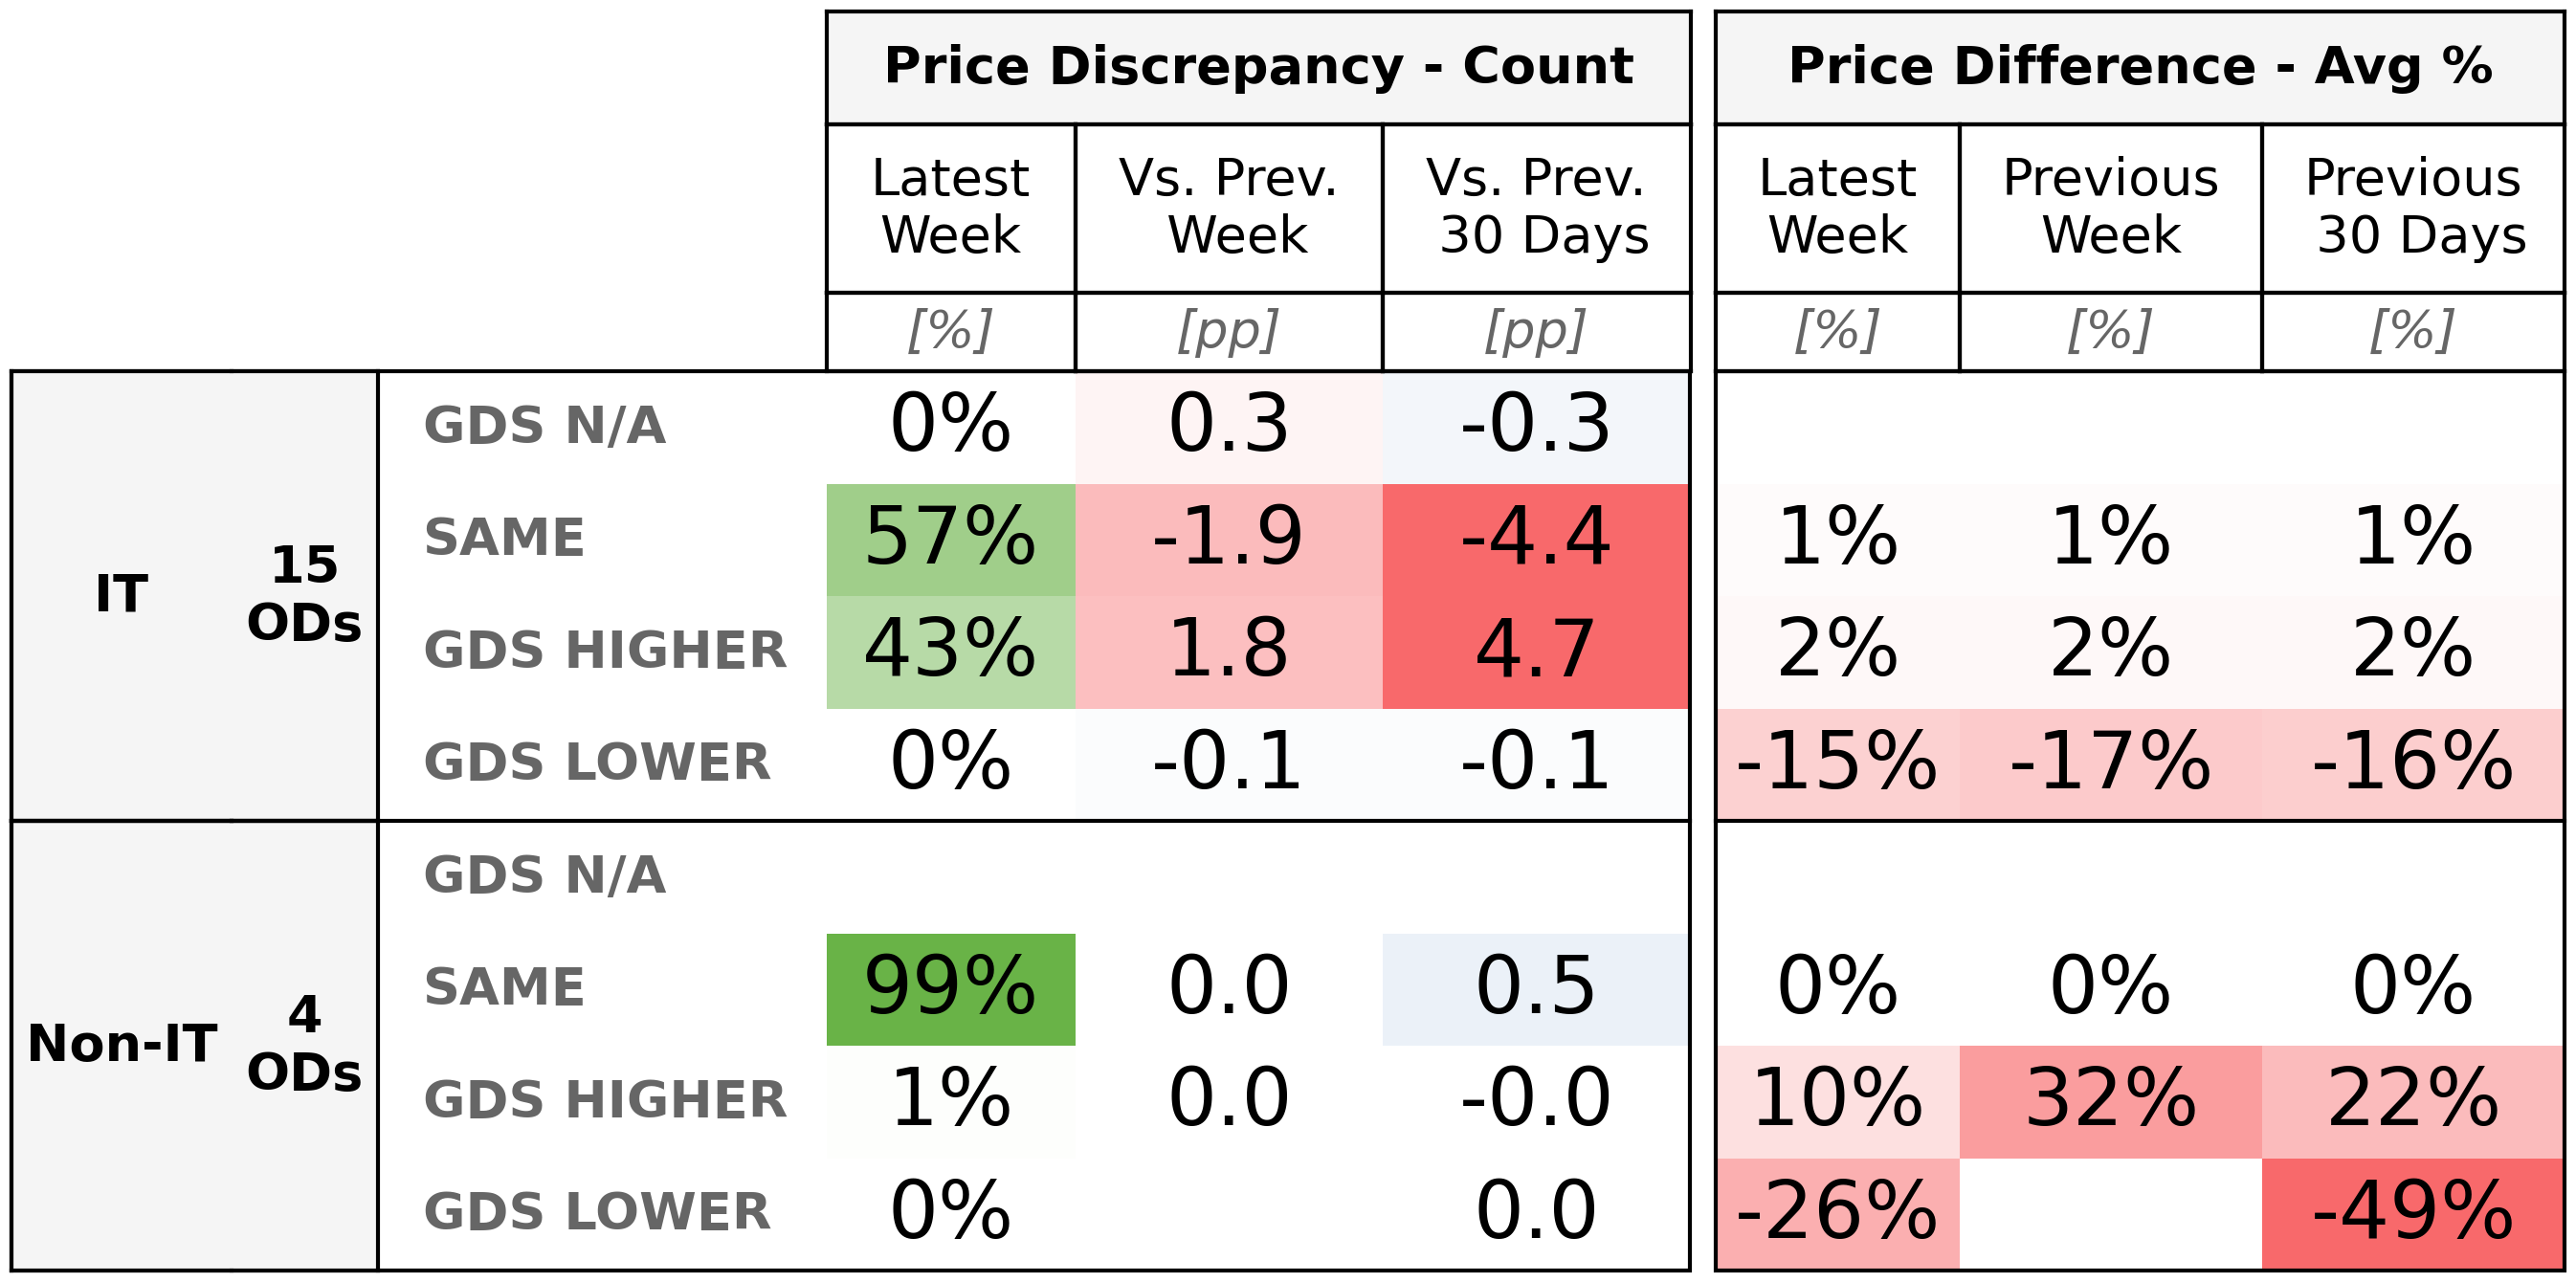 Price Discrepancy - Count Price Difference - Avg %
Latest Week Vs. Prev. Week Vs. Prev. 30 Days Latest Week Previous Week Previous 30 Days
[%] [pp] [pp] [%] [%] [%]
IT 15 ODs
GDS N/A 0% 0.3 -0.3
SAME 57% -1.9 -4.4 1% 1% 1%
GDS HIGHER 43% 1.8 4.7 2% 2% 2%
GDS LOWER 0% -0.1 -0.1 -15% -17% -16%
Non-IT 4 ODs
GDS N/A
SAME 99% 0.0 0.5 0% 0% 0%
GDS HIGHER 1% 0.0 -0.0 10% 32% 22%
GDS LOWER 0% 0.0 -26% -49%